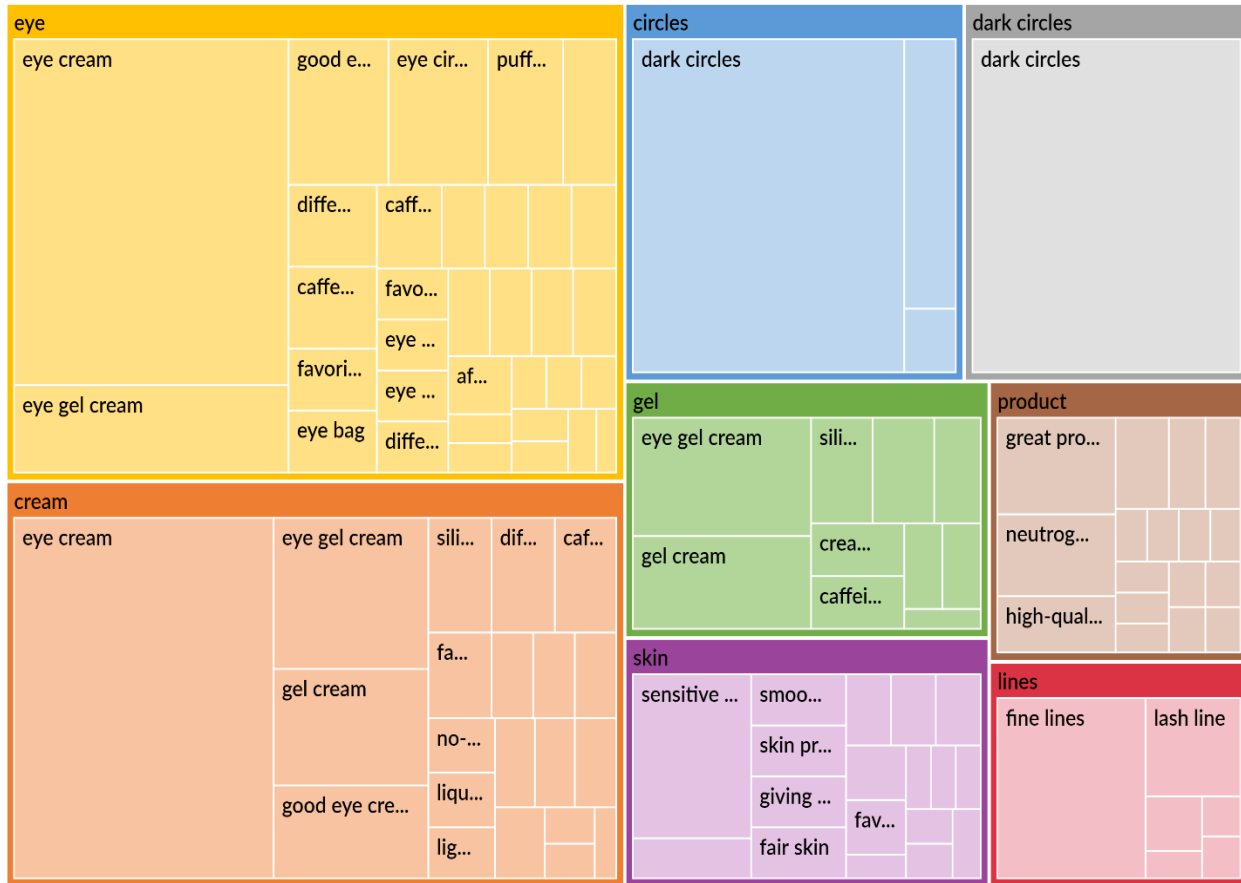 eye
eye cream
good e...
eye cir...
puff...
diffe...
caff...
caffe...
favo...
eye ...
favori...
af...
eye ...
eye gel cream
eye bag
diffe...
cream
eye cream
eye gel cream
sili...
dif...
caf...
fa...
gel cream
no-...
liqu...
good eye cre...
lig...
circles
dark circles
dark circles
dark circles
gel
eye gel cream
sili...
gel cream
crea...
caffei...
product
great pro...
neutrog...
high-qual...
skin
sensitive ...
smoo...
skin pr...
giving ...
fav...
fair skin
lines
fine lines
lash line